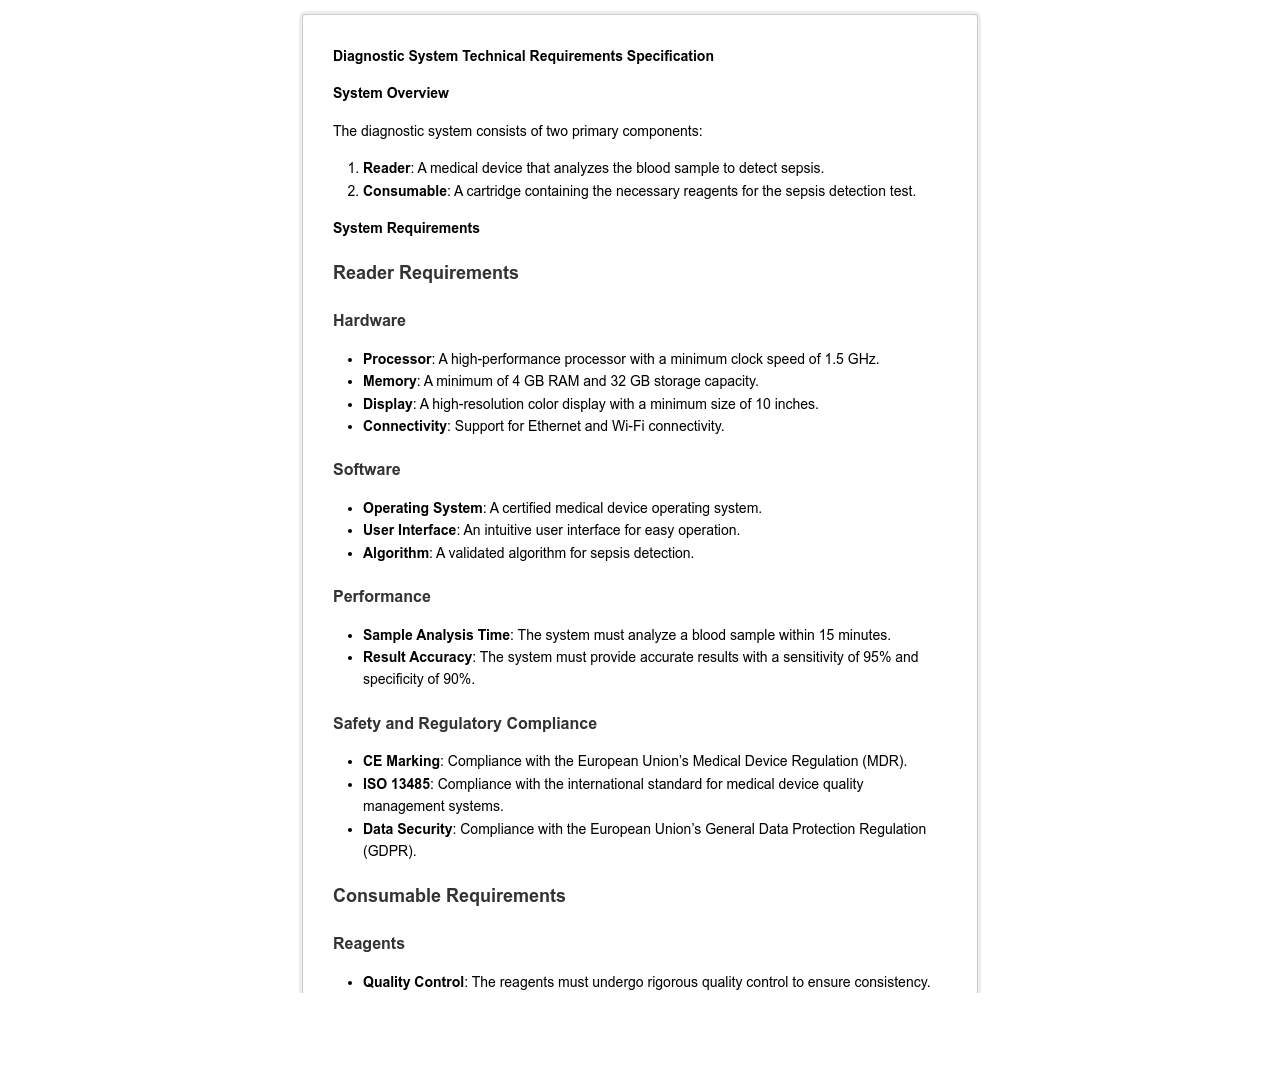 Diagnostic System Technical Requirements Specification
System Overview
The diagnostic system consists of two primary components:
1. Reader: A medical device that analyzes the blood sample to detect sepsis.
2. Consumable: A cartridge containing the necessary reagents for the sepsis detection test.
System Requirements
Reader Requirements
Hardware
• Processor: A high-performance processor with a minimum clock speed of 1.5 GHz.
• Memory: A minimum of 4 GB RAM and 32 GB storage capacity.
• Display: A high-resolution color display with a minimum size of 10 inches.
• Connectivity: Support for Ethernet and Wi-Fi connectivity.
Software
• Operating System: A certified medical device operating system.
• User Interface: An intuitive user interface for easy operation.
• Algorithm: A validated algorithm for sepsis detection.
Performance
• Sample Analysis Time: The system must analyze a blood sample within 15 minutes.
• Result Accuracy: The system must provide accurate results with a sensitivity of 95% and
specificity of 90%.
Safety and Regulatory Compliance
• CE Marking: Compliance with the European Union’s Medical Device Regulation (MDR).
• ISO 13485: Compliance with the international standard for medical device quality
management systems.
• Data Security: Compliance with the European Union’s General Data Protection Regulation
(GDPR).
Consumable Requirements
Reagents
• Quality Control: The reagents must undergo rigorous quality control to ensure consistency.